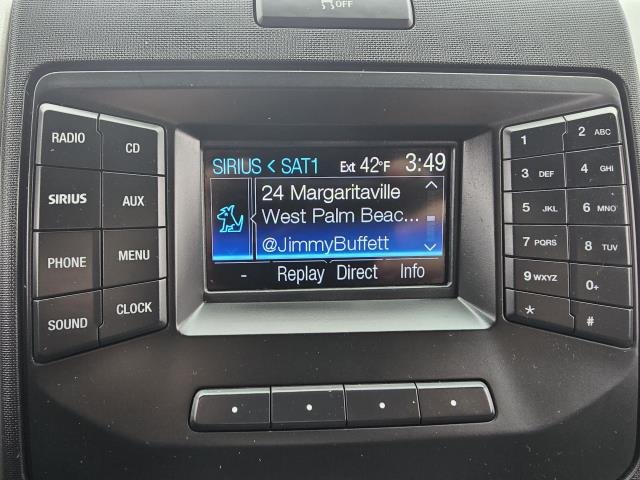 OFF
RADIO
CD
SIRIUS
AUX
PHONE
MENU
SOUND
CLOCK
SIRIUS < SAT1 Ext 42°F 3:49
24 Margaritaville
West Palm Beac...
@JimmyBuffett
- Replay Direct Info
1
2 ABC
3 DEF
4 GHI
5 JKL
6 MNO
7 PQRS
8 TUV
9 WXYZ
0+
*
#